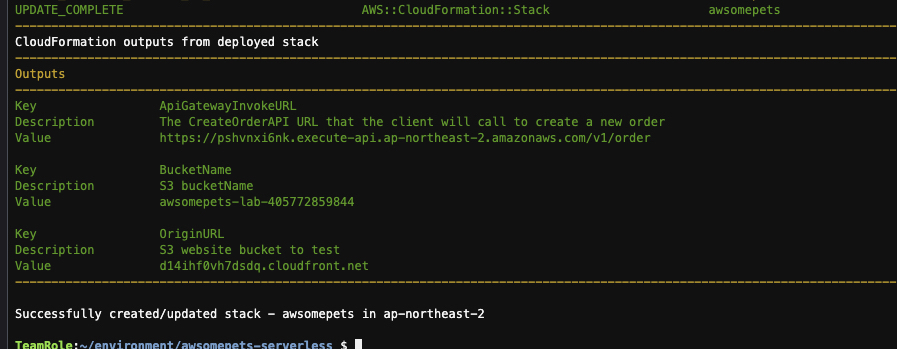 UPDATE_COMPLETE AWS::CloudFormation::Stack awsomepets
CloudFormation outputs from deployed stack
Outputs
Key ApiGatewayInvokeURL
Description The CreateOrderAPI URL that the client will call to create a new order
Value https://pshvnxi6nk.execute-api.ap-northeast-2.amazonaws.com/v1/order
Key BucketName
Description S3 bucketName
Value awsomepets-lab-405772859844
Key OriginURL
Description S3 website bucket to test
Value d14ihf0vh7dsdq.cloudfront.net
Successfully created/updated stack - awsomepets in ap-northeast-2
TeamRole:~/environment/awsomepets-serverless $